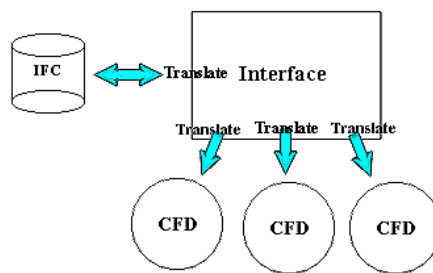 IFC
Translate
Interface
Translate
Translate
Translate
CFD
CFD
CFD